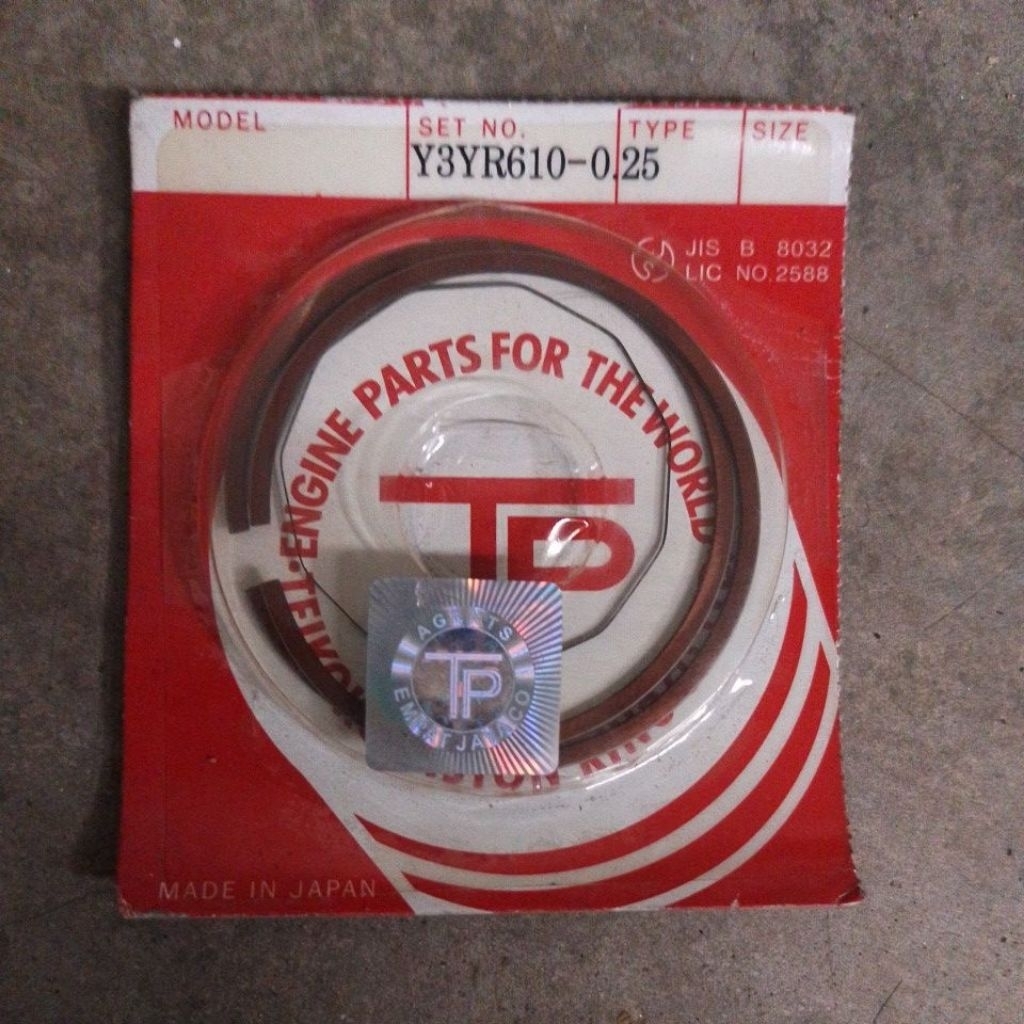 MODEL
SET NO.
TYPE
SIZE
Y3YR610-0.25
JIS B 8032
LIC NO.2588
ENGINE PARTS FOR THE WORLD
TP
AGENTS
TP
MADE IN JAPAN